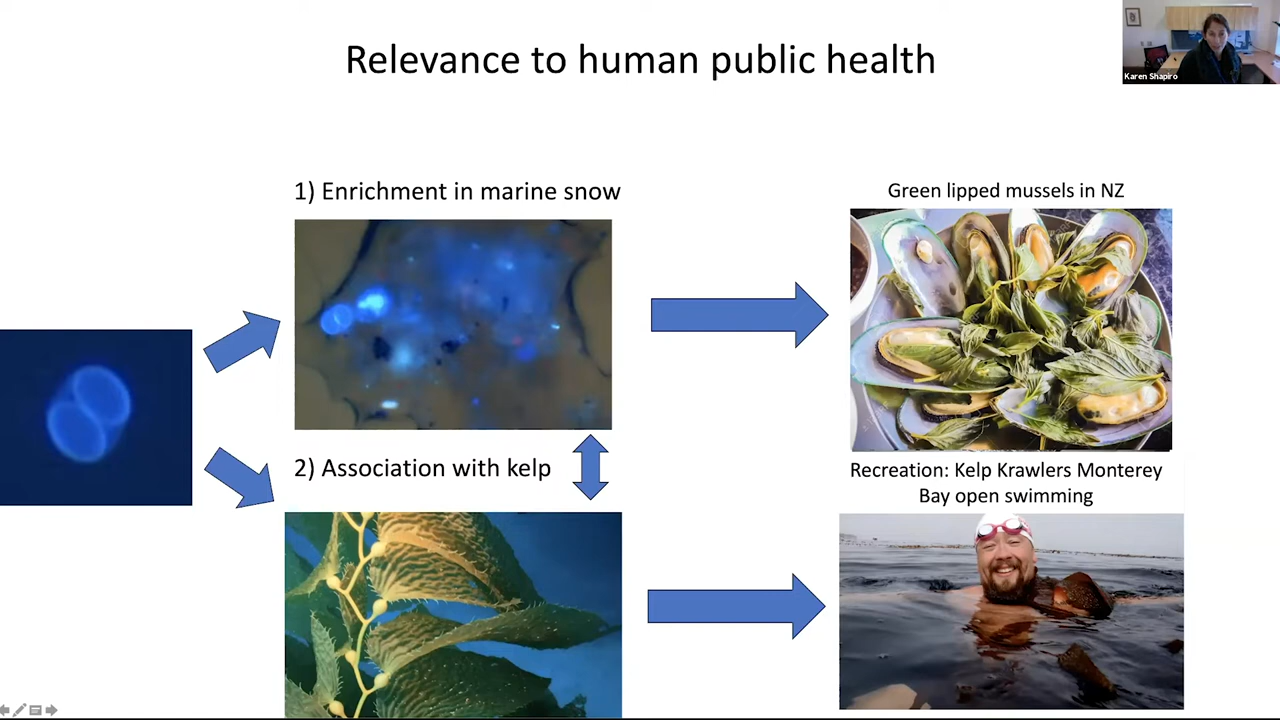 Relevance to human public health
Karen Shapiro
1) Enrichment in marine snow
Green lipped mussels in NZ
2) Association with kelp
Recreation: Kelp Krawlers Monterey
Bay open swimming